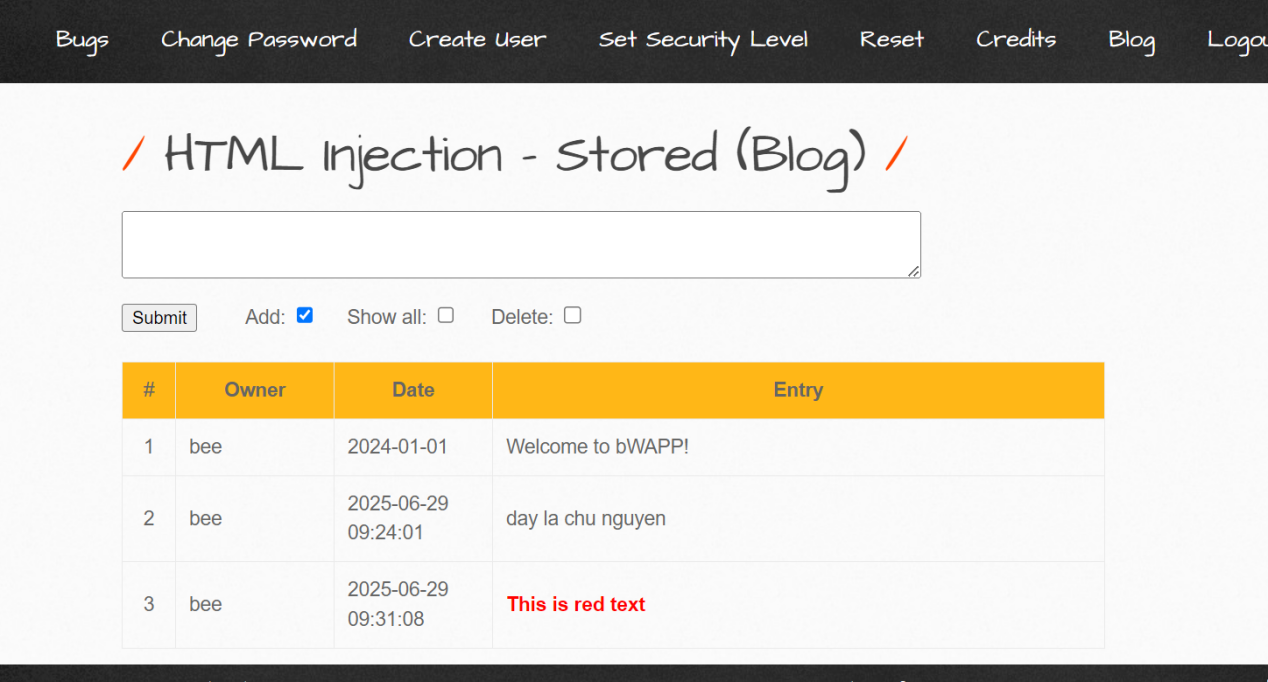 Bugs Change Password Create User Set Security Level Reset Credits Blog
/ HTML Injection - Stored (Blog) /
Submit Add: Show all: Delete:
# Owner Date Entry
1 bee 2024-01-01 Welcome to bWAPP!
2 bee 2025-06-29 09:24:01 day la chu nguyen
3 bee 2025-06-29 09:31:08 This is red text